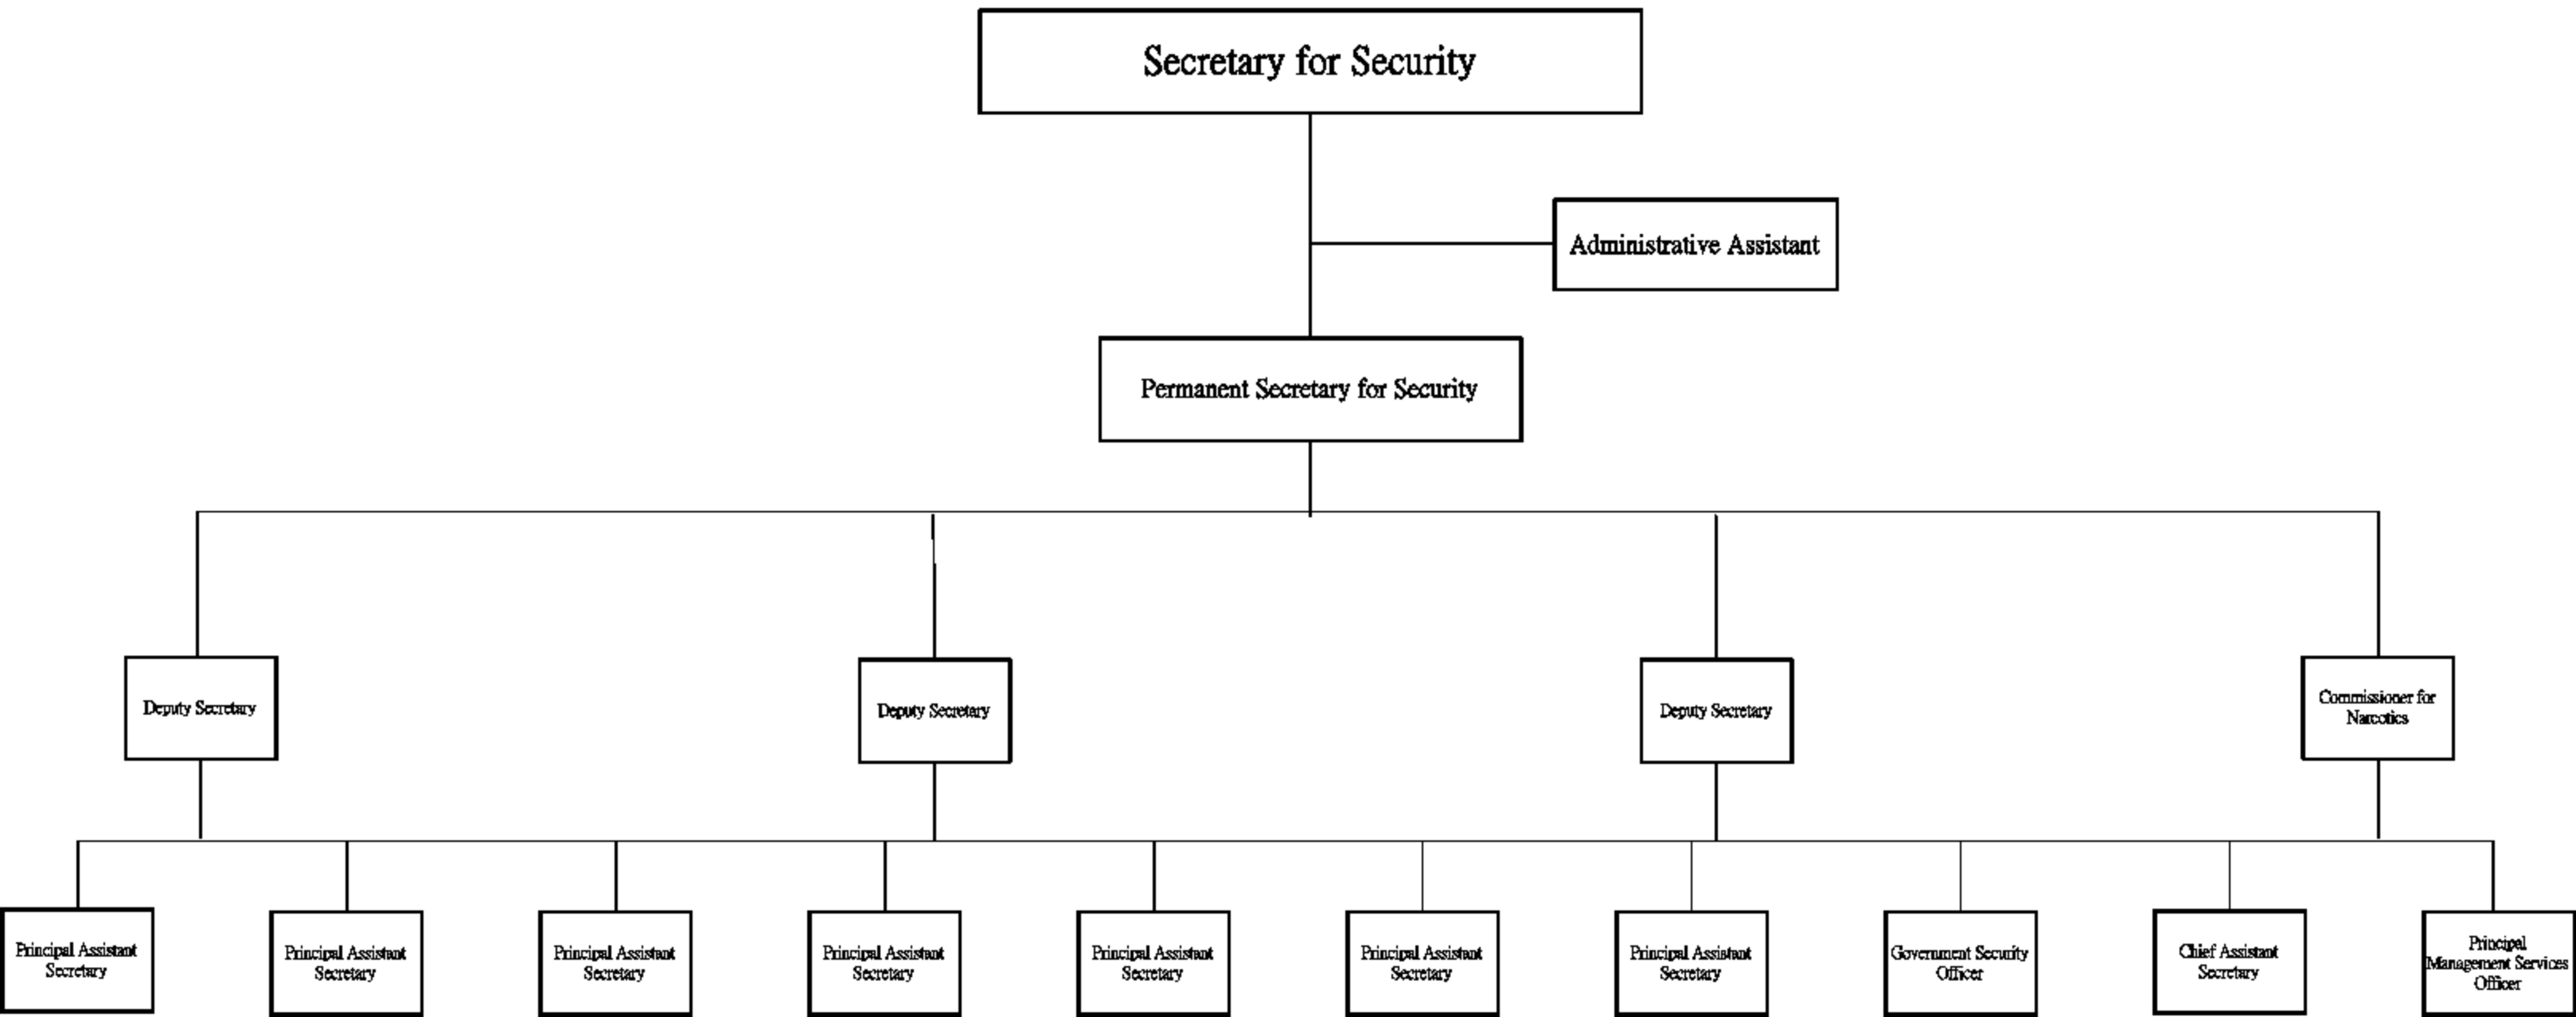 Secretary for Security
Administrative Assistant
Permanent Secretary for Security
Deputy Secretary
Deputy Secretary
Deputy Secretary
Commissioner for
Narcotics
Principal Assistant
Secretary
Principal Assistant
Secretary
Principal Assistant
Secretary
Principal Assistant
Secretary
Principal Assistant
Secretary
Principal Assistant
Secretary
Principal Assistant
Secretary
Government Security
Officer
Chief Assistant
Secretary
Principal
Management Services
Officer